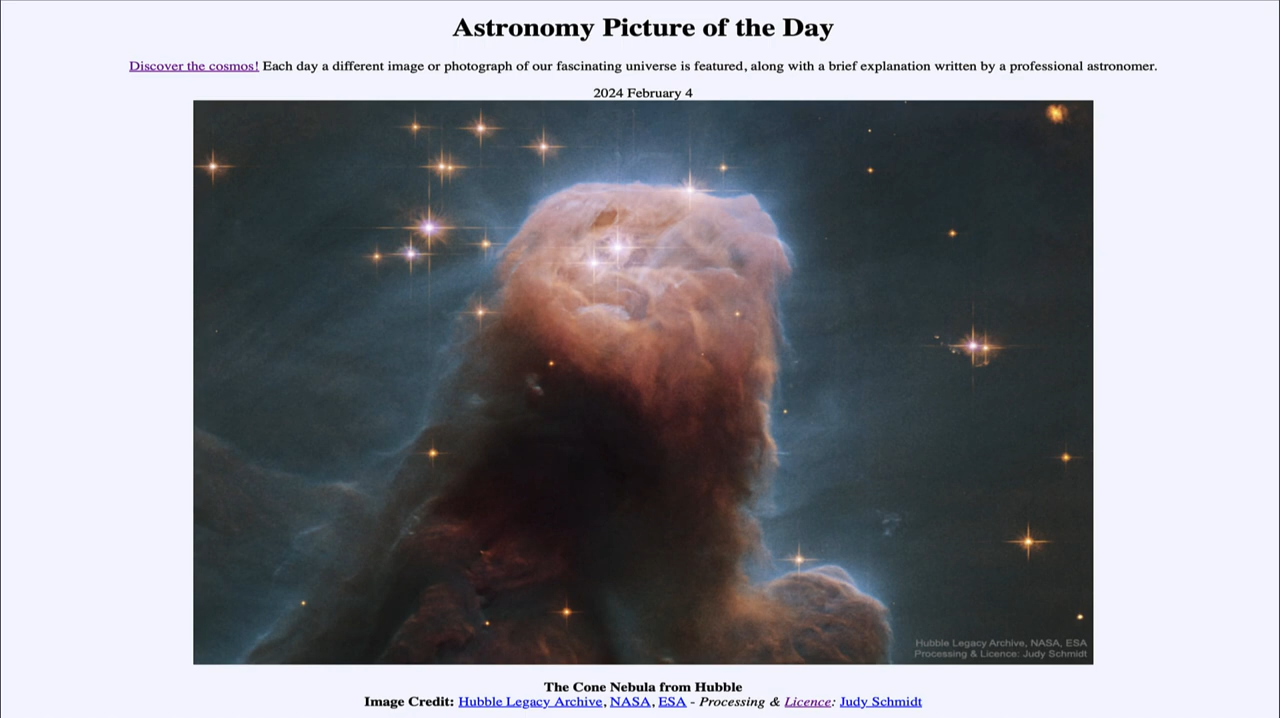 Astronomy Picture of the Day
Discover the cosmos! Each day a different image or photograph of our fascinating universe is featured, along with a brief explanation written by a professional astronomer.
2024 February 4
Hubble Legacy Archive, NASA, ESA
Processing & Licence: Judy Schmidt
The Cone Nebula from Hubble
Image Credit: Hubble Legacy Archive, NASA, ESA - Processing & Licence: Judy Schmidt